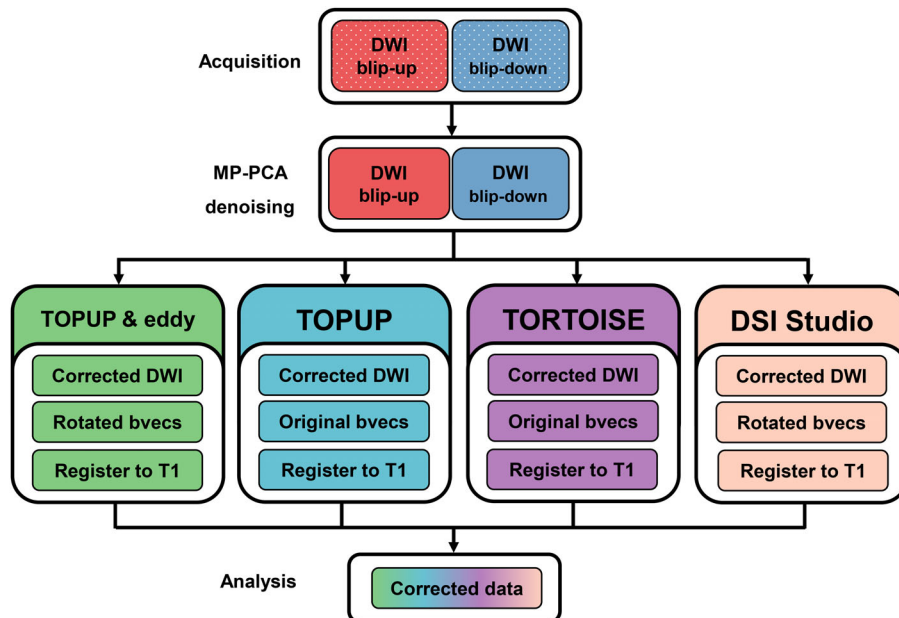 Acquisition
DWI
blip-up
DWI
blip-down
MP-PCA
denoising
DWI
blip-up
DWI
blip-down
TOPUP & eddy
Corrected DWI
Rotated bvecs
Register to T1
TOPUP
Corrected DWI
Original bvecs
Register to T1
TORTOISE
Corrected DWI
Original bvecs
Register to T1
DSI Studio
Corrected DWI
Rotated bvecs
Register to T1
Analysis
Corrected data